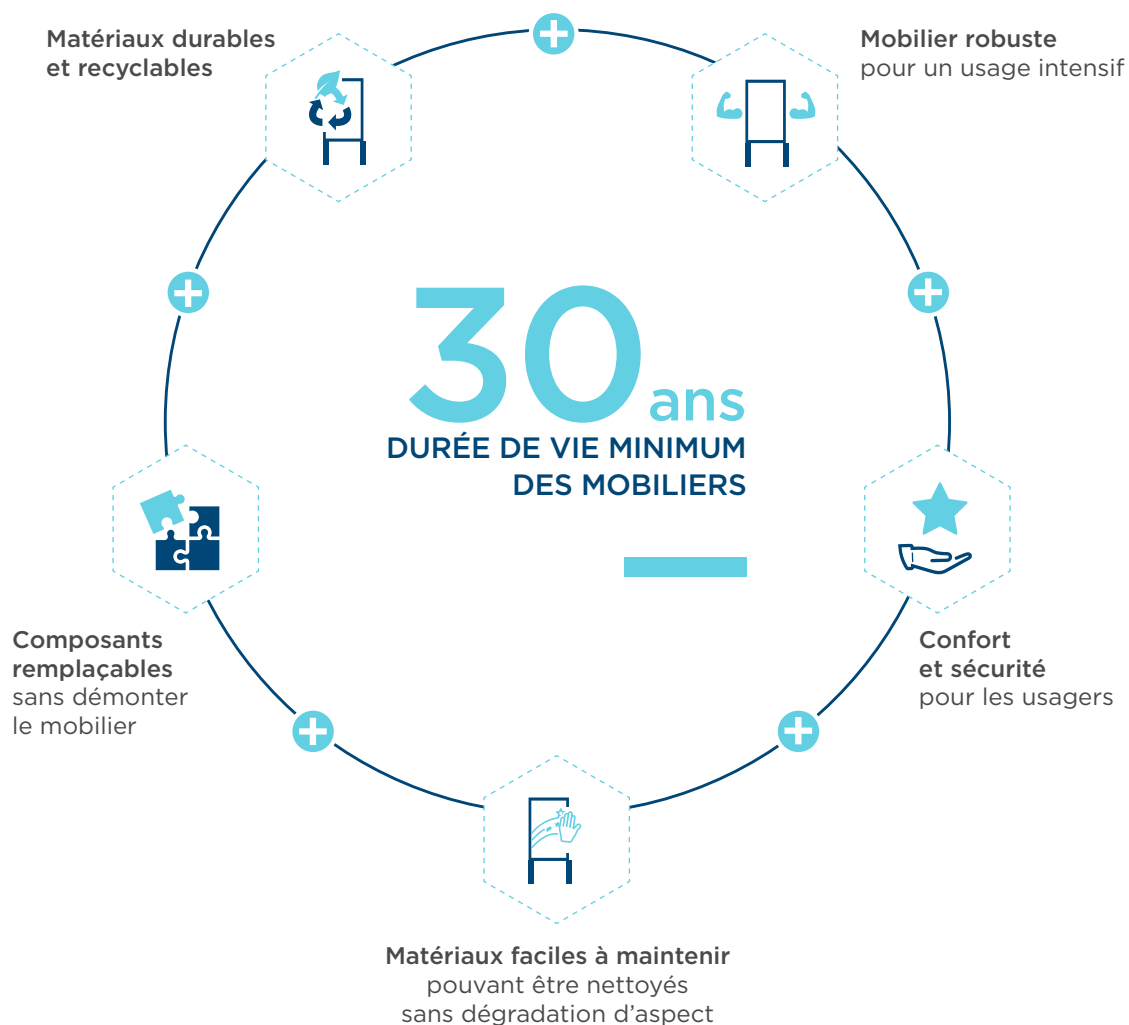 Matériaux durables
et recyclables
Mobilier robuste
pour un usage intensif
30 ans
DURÉE DE VIE MINIMUM
DES MOBILIERS
Composants
remplaçables
sans démonter
le mobilier
Confort
et sécurité
pour les usagers
Matériaux faciles à maintenir
pouvant être nettoyés
sans dégradation d’aspect